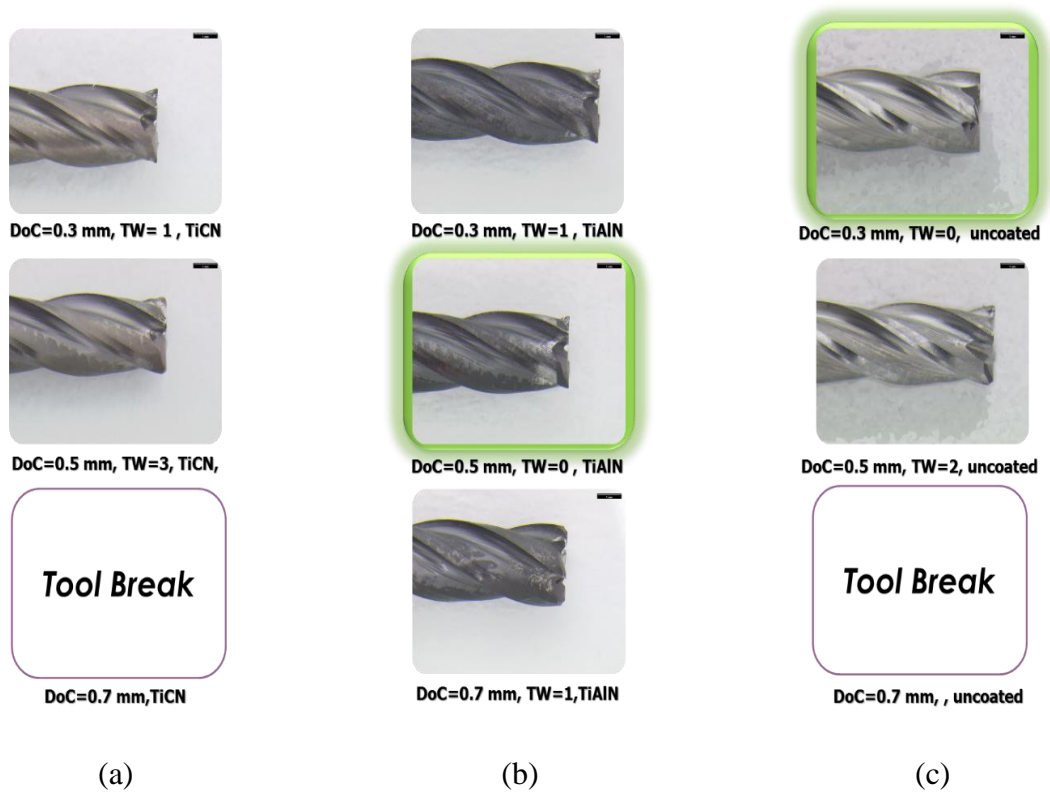 DoC=0.3 mm, TW= 1 , TiCN
DoC=0.3 mm, TW=1 , TiAlN
DoC=0.3 mm, TW=0, uncoated
DoC=0.5 mm, TW=3, TiCN,
DoC=0.5 mm, TW=0 , TiAlN
DoC=0.5 mm, TW=2, uncoated
Tool Break
Tool Break
DoC=0.7 mm,TiCN
DoC=0.7 mm, TW=1,TiAlN
DoC=0.7 mm, , uncoated
(a)
(b)
(c)